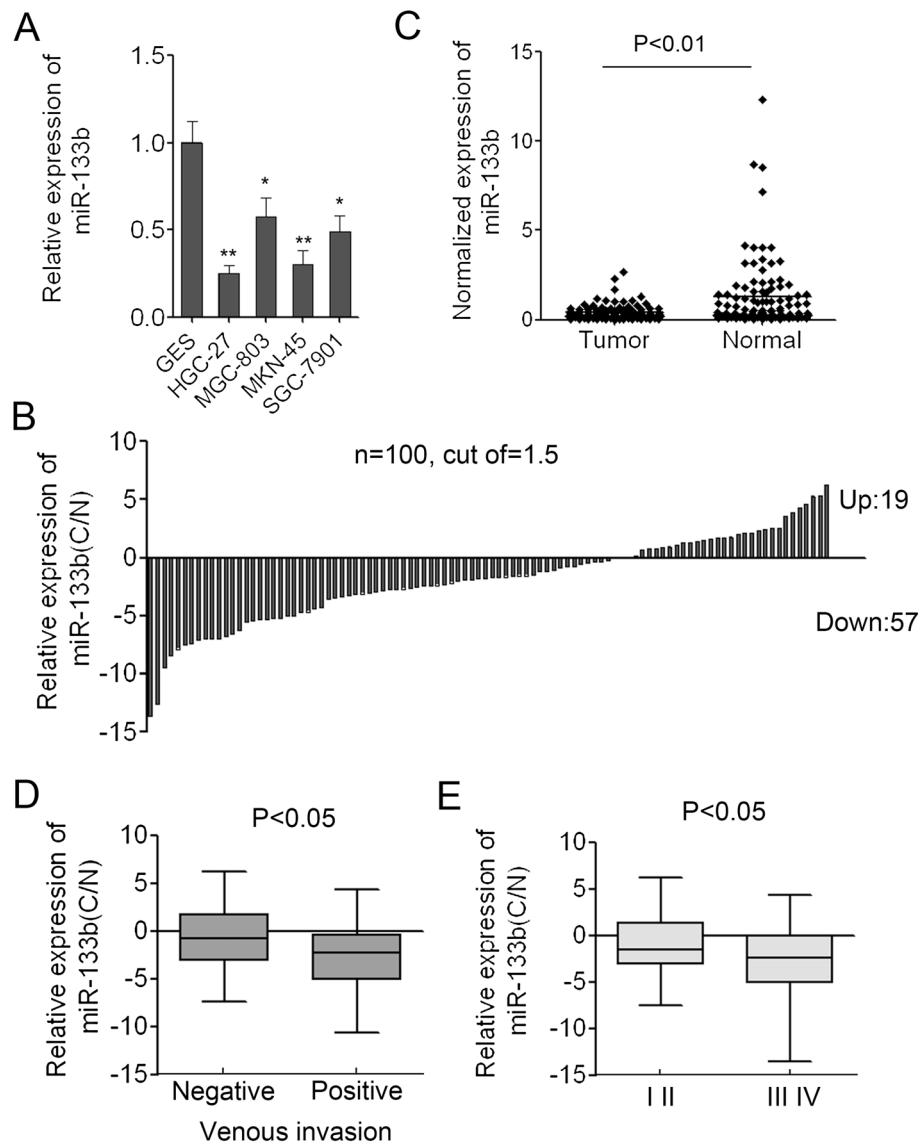 A
Relative expression of
miR-133b
1.5
1.0
0.5
0.0
**
*
**
*
GES
HGC-27
MGC-803
MKN-45
SGC-7901
C
Normalized expression of
miR-133b
15
10
5
0
P<0.01
Tumor
Normal
B
Relative expression of
miR-133b(C/N)
10
5
0
-5
-10
-15
n=100, cut of=1.5
Up:19
Down:57
D
Relative expression of
miR-133b(C/N)
P<0.05
10
5
0
-5
-10
-15
Negative
Positive
Venous invasion
E
Relative expression of
miR-133b(C/N)
P<0.05
10
5
0
-5
-10
-15
I II
III IV